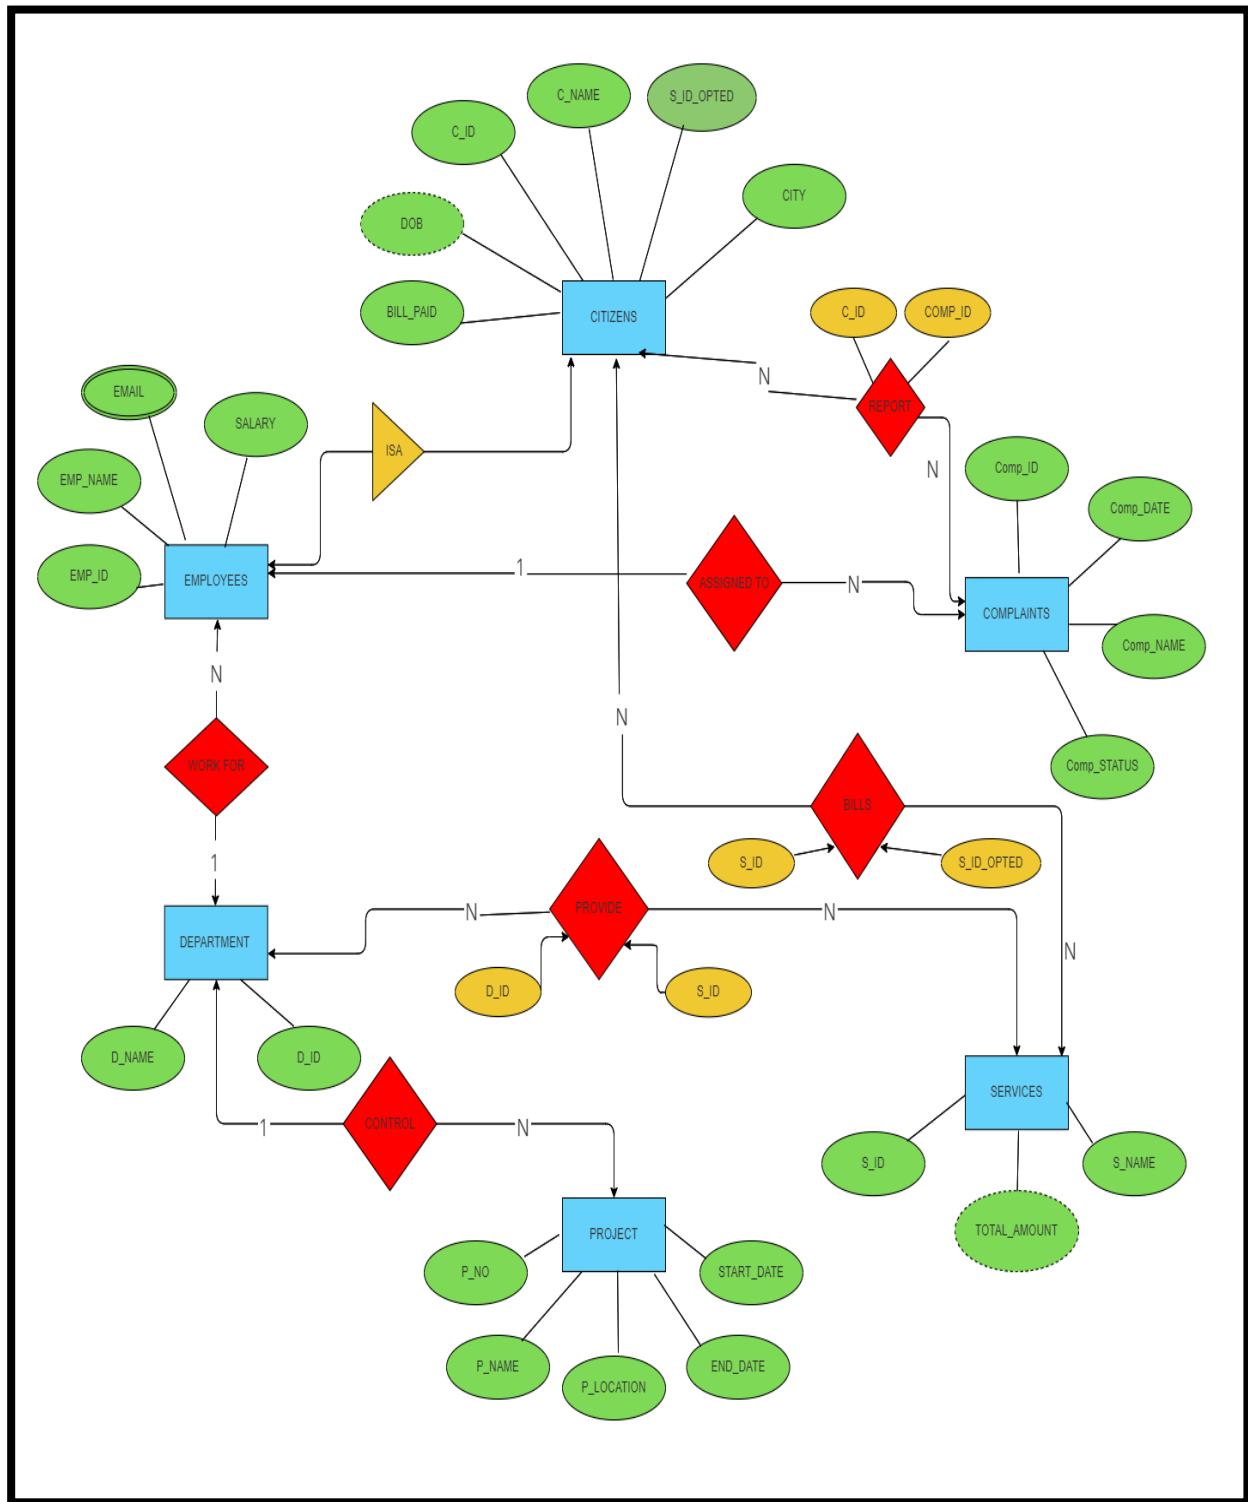 C_NAME
S_ID_OPTED
C_ID
CITY
DOB
BILL_PAID
CITIZENS
C_ID
COMP_ID
N
REPORT
N
EMAIL
SALARY
ISA
EMP_NAME
EMP_ID
EMPLOYEES
Comp_ID
Comp_DATE
1
ASSIGNED TO
N
COMPLAINTS
Comp_NAME
Comp_STATUS
N
WORK FOR
1
N
BILLS
S_ID
S_ID_OPTED
N
DEPARTMENT
N
PROVIDE
N
D_ID
S_ID
D_NAME
D_ID
SERVICES
S_ID
S_NAME
TOTAL_AMOUNT
1
CONTROL
N
PROJECT
P_NO
START_DATE
P_NAME
P_LOCATION
END_DATE